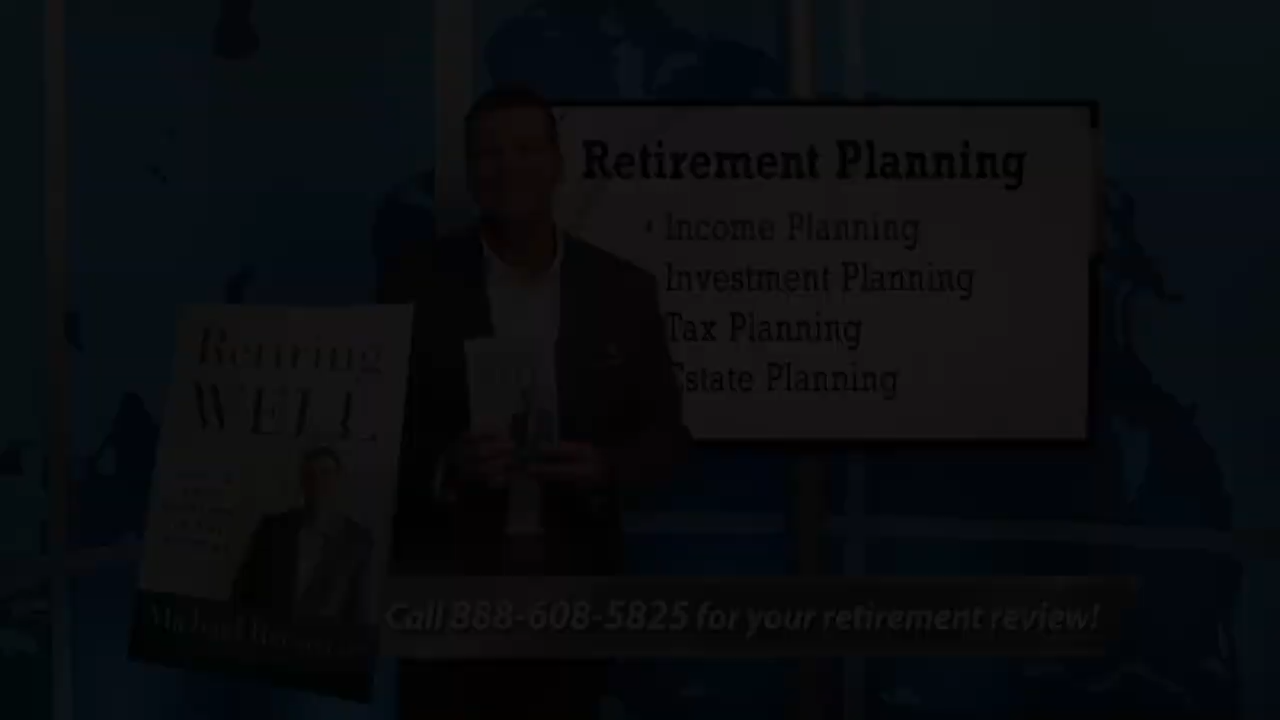 Retirement Planning
• Income Planning
Investment Planning
Tax Planning
Estate Planning
Retiring
WELL
Call 888-608-5825 for your retirement review!